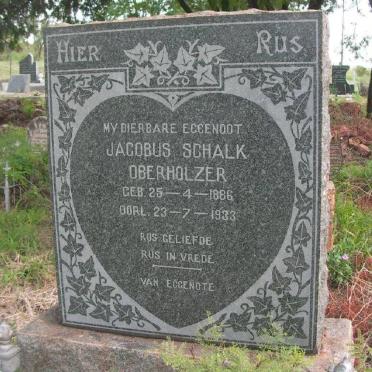 HIER RUS
MY DIERBARE EGGENOOT
JACOBUS SCHALK
OBERHOLZER
GEB. 25-4-1886
OORL. 23-7-1933
RUS GELIEFDE
RUS IN VREDE
VAN EGGENOTE